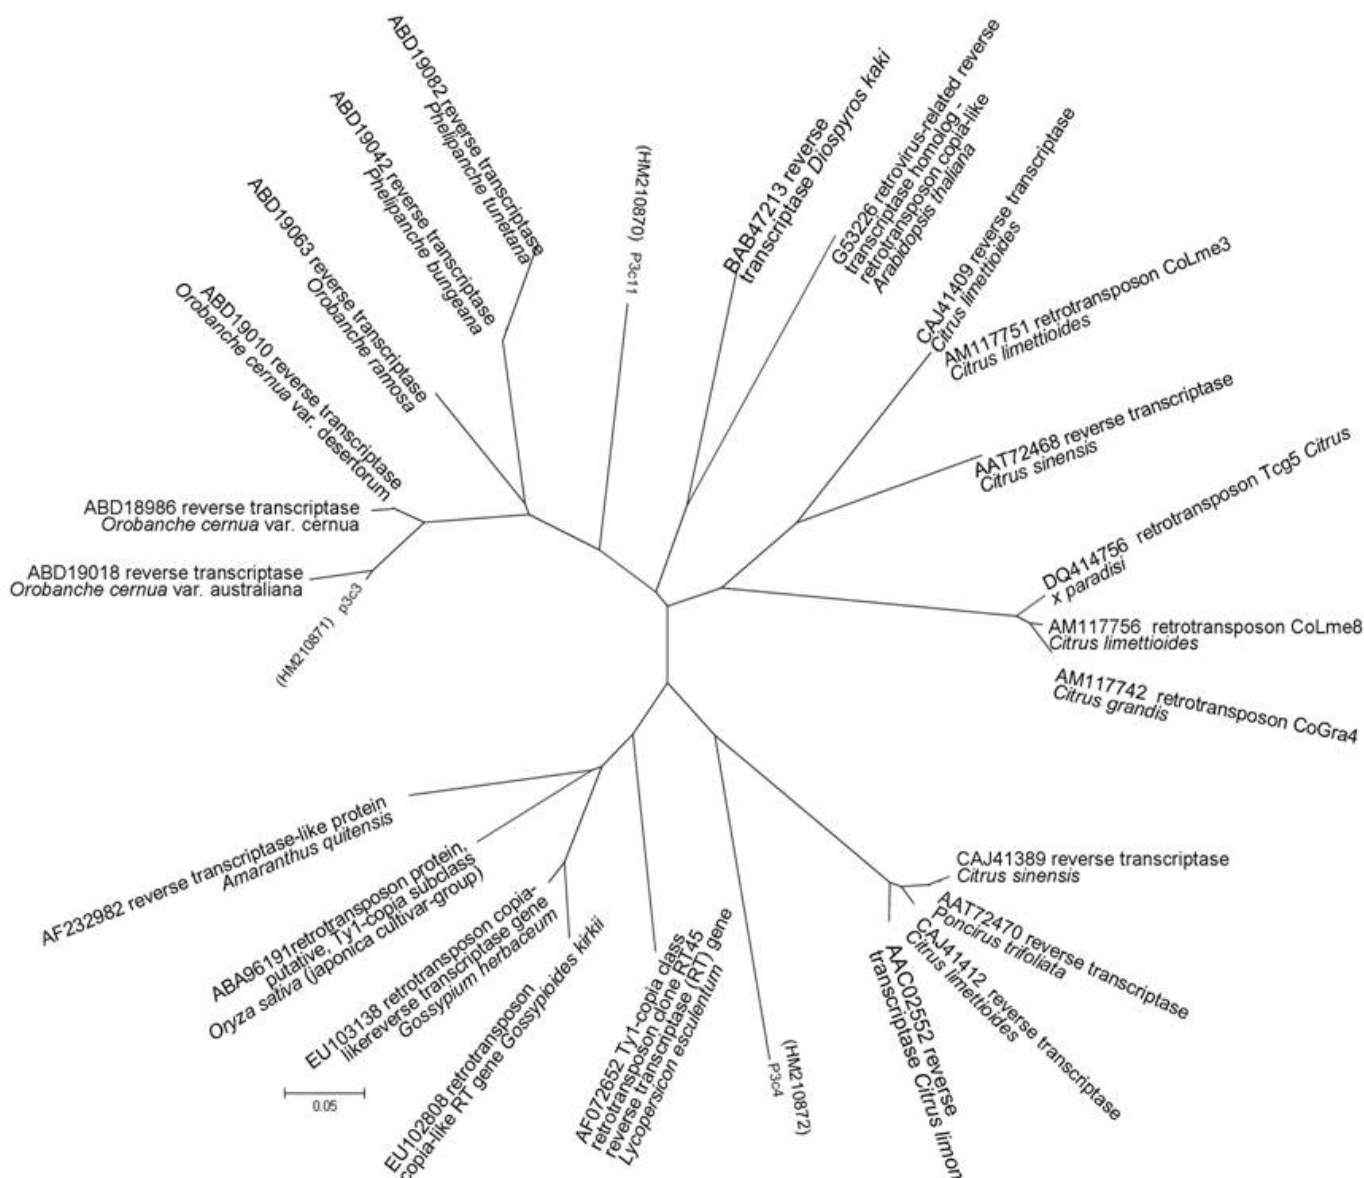 ABD19082 reverse transcriptase
Phelipanche tunetana
ABD19042 reverse transcriptase
Phelipanche bungeana
ABD19063 reverse transcriptase
Orobanche ramosa
ABD19010 reverse transcriptase
Orobanche cernua var. desertorum
ABD18986 reverse transcriptase
Orobanche cernua var. cernua
ABD19018 reverse transcriptase
Orobanche cernua var. australiana
(HM210871) p3c3
(HM210870) P3c11
BAB47213 reverse
transcriptase Diospyros kaki
G53226 retrovirus-related reverse
transcriptase homolog -
retrotransposon copia-like
Arabidopsis thaliana
CAJ41409 reverse transcriptase
Citrus limettioides
AM117751 retrotransposon CoLme3
Citrus limettioides
AAT72468 reverse transcriptase
Citrus sinensis
DQ414756 retrotransposon Tcg5 Citrus
x paradisi
AM117756 retrotransposon CoLme8
Citrus limettioides
AM117742 retrotransposon CoGra4
Citrus grandis
CAJ41389 reverse transcriptase
Citrus sinensis
AAT72470 reverse transcriptase
Poncirus trifoliata
CAJ41412 reverse transcriptase
Citrus limettioides
AAC02552 reverse
transcriptase Citrus limon
(HM210872)
P3c4
AF072652 Ty1-copia class
retrotransposon clone RT45
reverse transcriptase (RT) gene
Lycopersicon esculentum
EU102808 retrotransposon
copia-like RT gene Gossypioides kirkii
EU103138 retrotransposon copia-
likereverse transcriptase gene
Gossypium herbaceum
ABA96191retrotransposon protein,
putative, Ty1-copia subclass
Oryza sativa (japonica cultivar-group)
AF232982 reverse transcriptase-like protein
Amaranthus quitensis
0.05